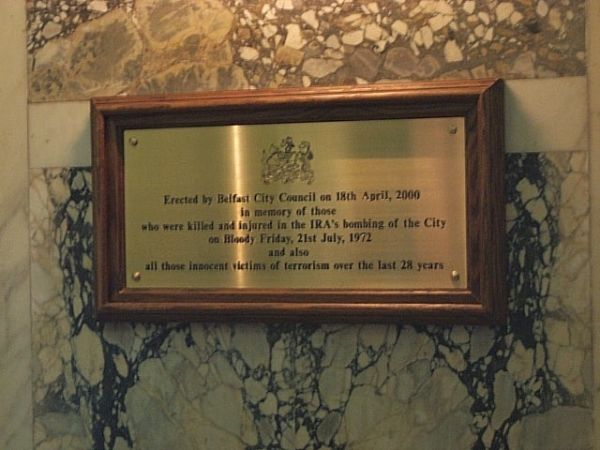 Erected by Belfast City Council on 18th April, 2000
in memory of those
who were killed and injured in the IRA's bombing of the City
on Bloody Friday, 21st July, 1972
and also
all those innocent victims of terrorism over the last 28 years